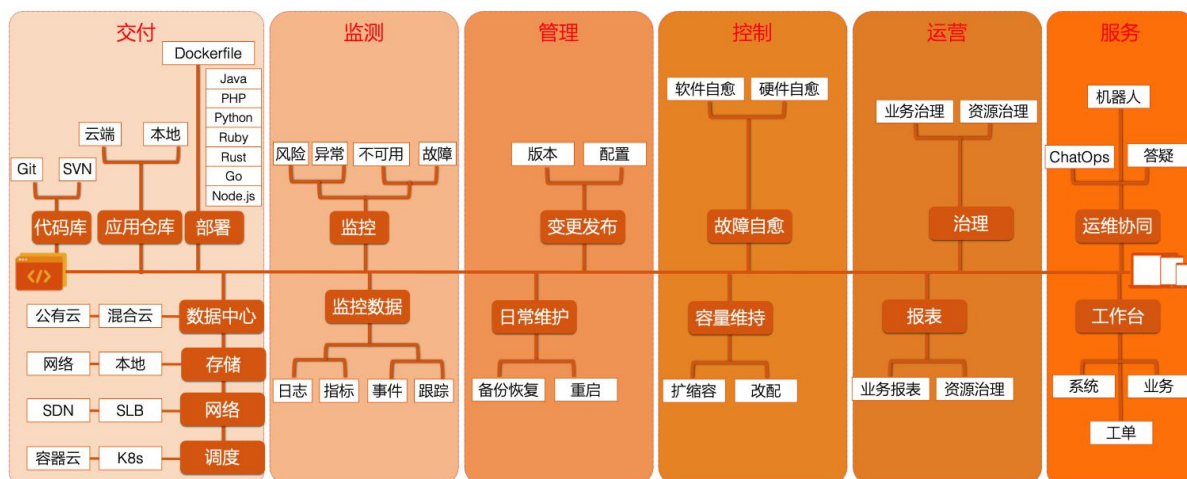 交付
Dockerfile
Java
PHP
Python
Ruby
Rust
Go
Node.js
云端
本地
Git
SVN
代码库
应用仓库
部署
公有云
混合云
数据中心
网络
本地
存储
SDN
SLB
网络
容器云
K8s
调度
监测
风险
异常
不可用
故障
监控
监控数据
日志
指标
事件
跟踪
管理
版本
配置
变更发布
日常维护
备份恢复
重启
控制
软件自愈
硬件自愈
故障自愈
容量维持
扩缩容
改配
运营
业务治理
资源治理
治理
报表
业务报表
资源治理
服务
机器人
ChatOps
答疑
运维协同
工作台
系统
业务
工单